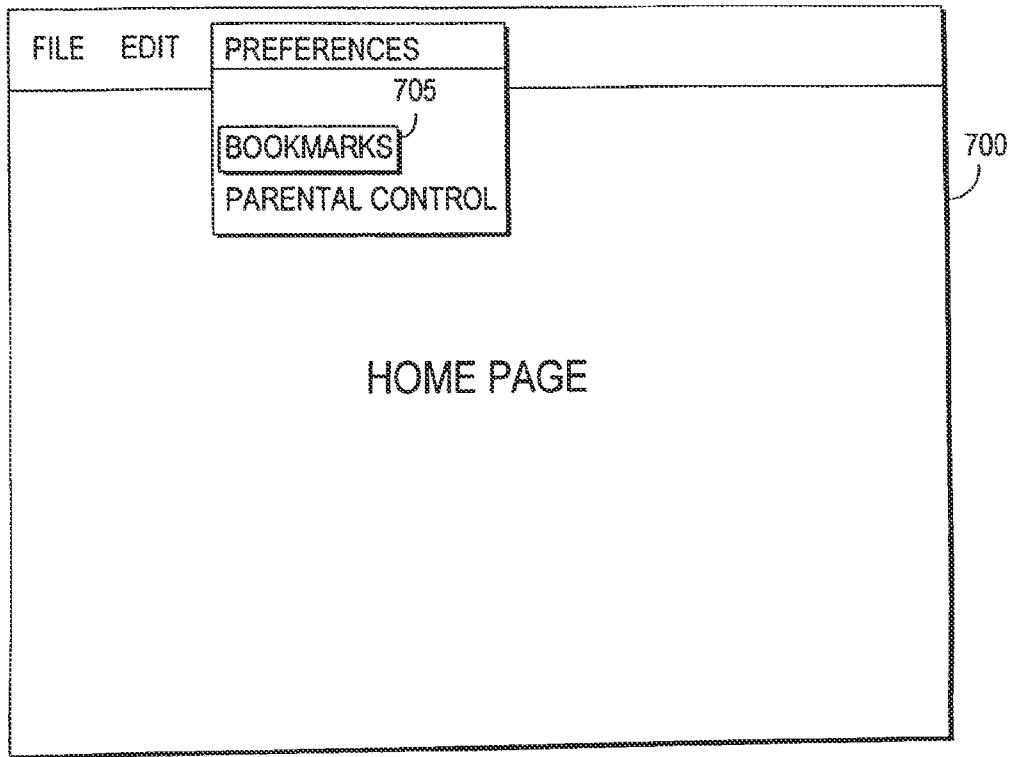 FILE EDIT PREFERENCES
705
BOOKMARKS
700
PARENTAL CONTROL
HOME PAGE